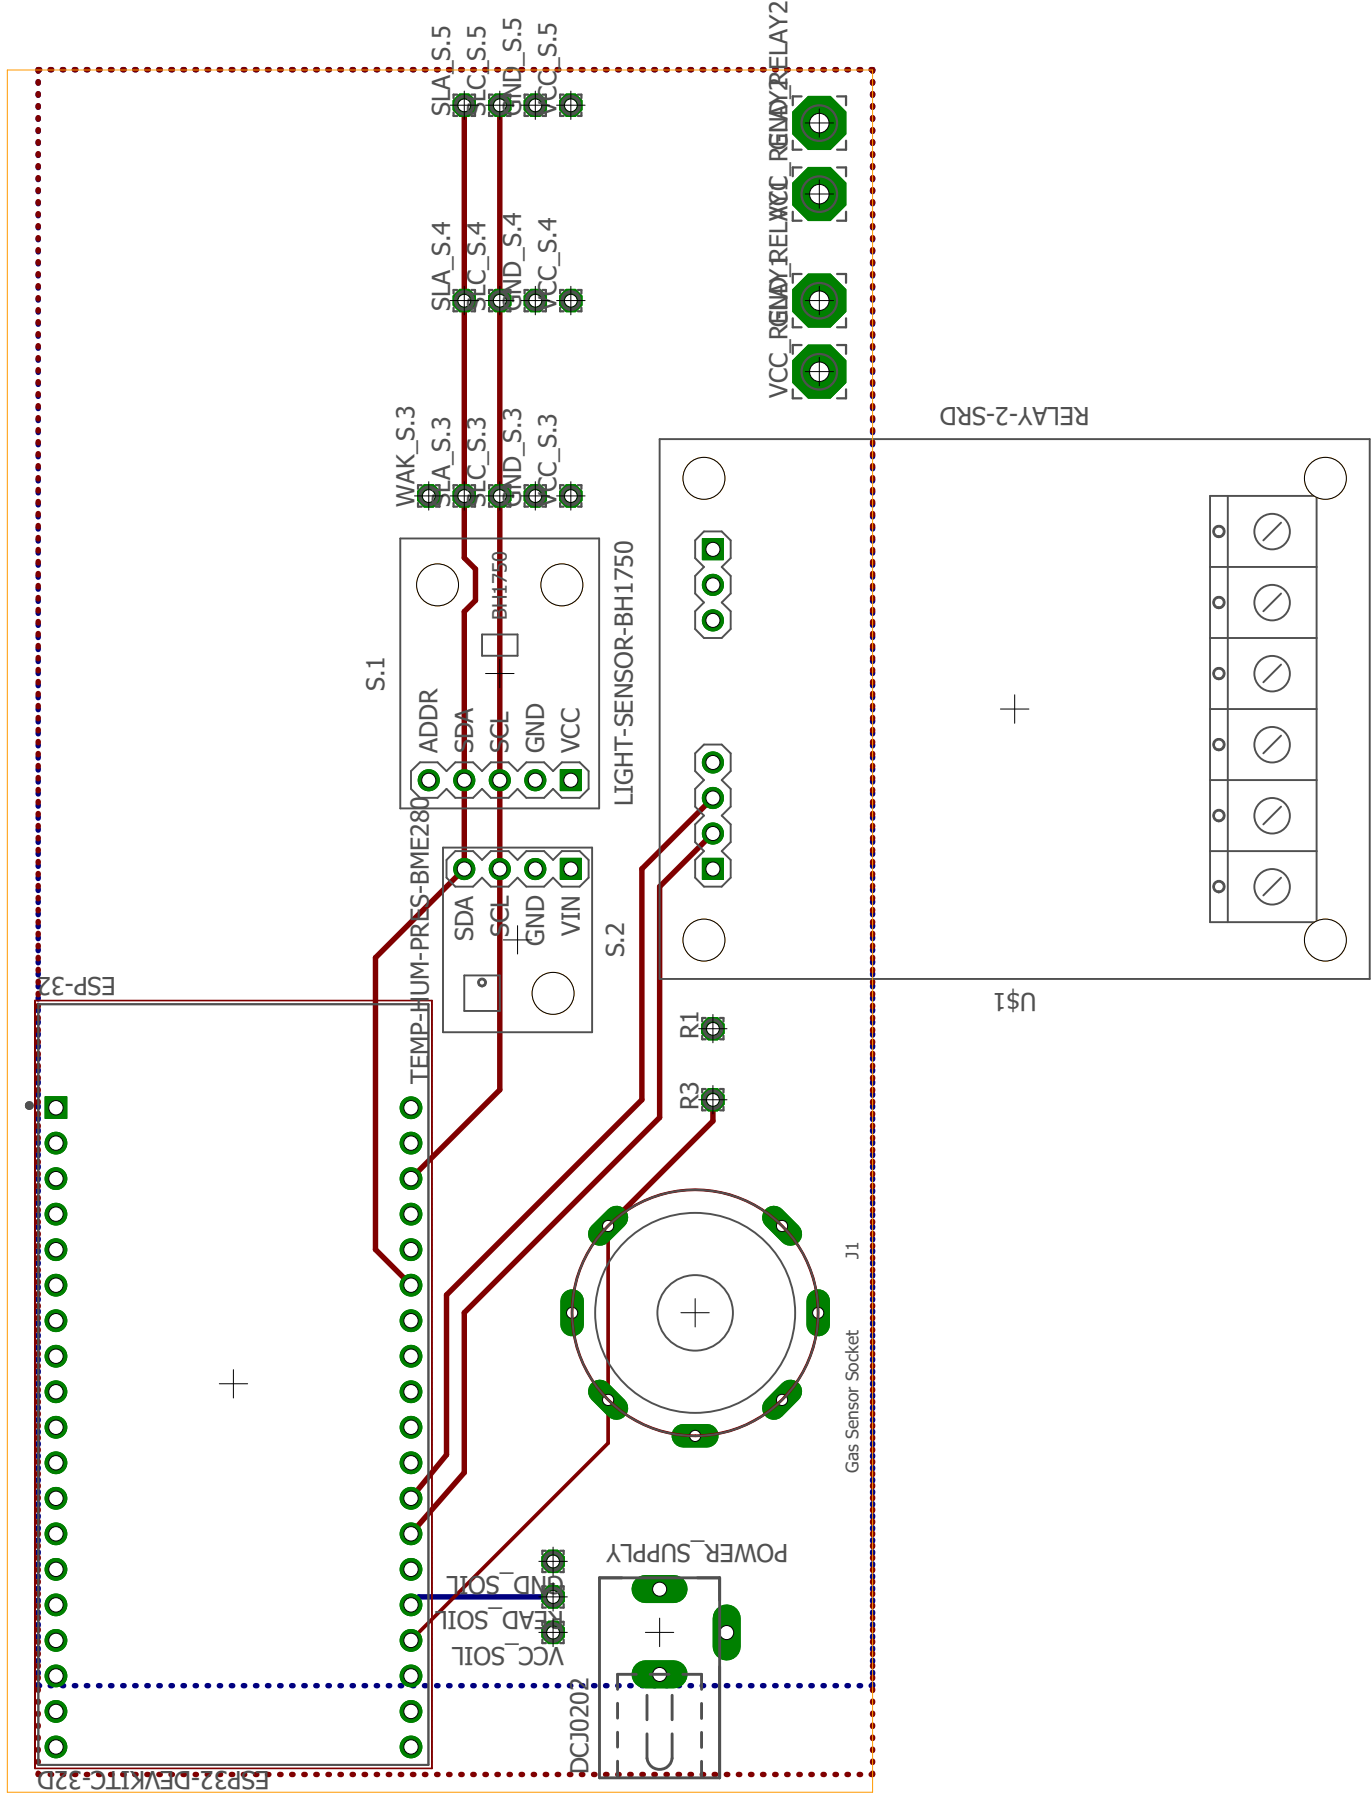 SLA_S.5
SLC_S.5
GND_S.5
VCC_S.5
GND_RELAY2
VCC_RELAY2
SLA_S.4
SLC_S.4
GND_S.4
VCC_S.4
GND_RELAY1
VCC_RELAY1
WAK_S.3
SLA_S.3
SLC_S.3
GND_S.3
VCC_S.3
RELAY-2-SRD
BH1750
S.1
LIGHT-SENSOR-BH1750
ADDR
SDA
SCL
GND
VCC
TEMP-HUM-PRES-BME280
SDA
SCL
GND
VIN
S.2
ESP-32
U$1
R1
R3
J1
Gas Sensor Socket
POWER_SUPPLY
GND_SOIL
READ_SOIL
VCC_SOIL
DCJ0202
ESP32-DEVKITC-32D